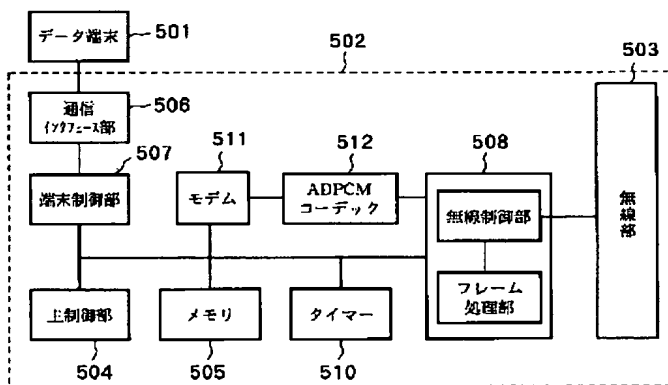 データ端末
501
502
503
通信
インタフェース部
506
507
511
512
508
端末制御部
モデム
ADPCM
コーデック
無線制御部
無線部
主制御部
メモリ
タイマー
フレーム
処理部
504
505
510